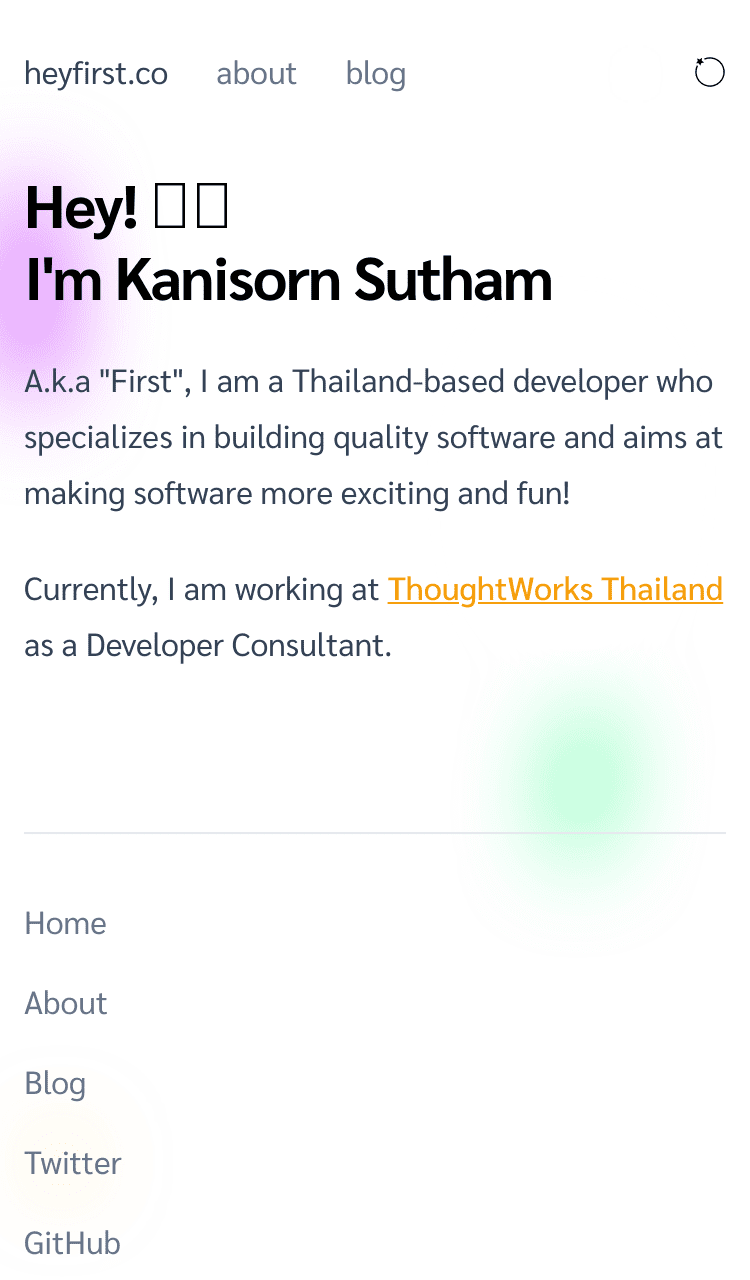 heyfirst.co about blog
Hey!
I'm Kanisorn Sutham
A.k.a "First", I am a Thailand-based developer who
specializes in building quality software and aims at
making software more exciting and fun!
Currently, I am working at ThoughtWorks Thailand
as a Developer Consultant.
Home
About
Blog
Twitter
GitHub